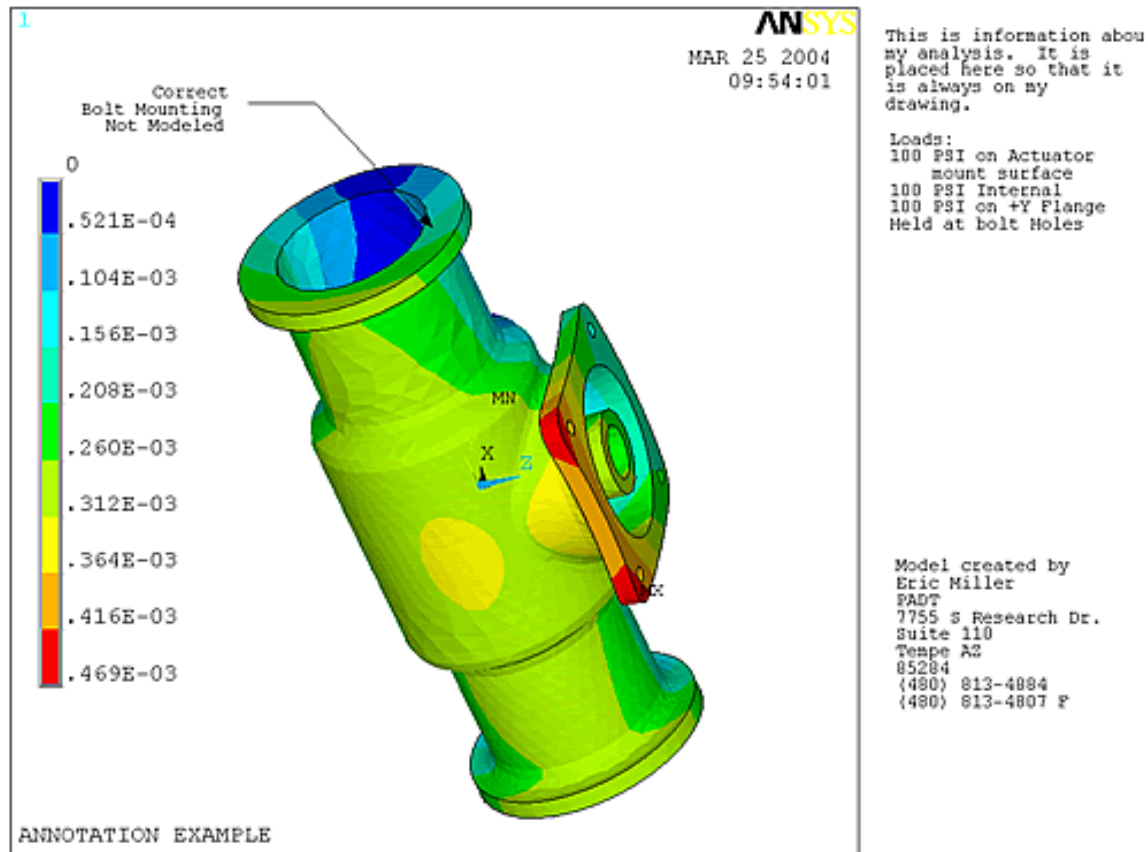 1
ANSYS
MAR 25 2004
09:54:01
Correct
Bolt Mounting
Not Modeled
0
.521E-04
.104E-03
.156E-03
.208E-03
.260E-03
.312E-03
.364E-03
.416E-03
.469E-03
MN
X
Z
ANNOTATION EXAMPLE
This is information abou
my analysis. It is
placed here so that it
is always on my
drawing.
Loads:
100 PSI on Actuator
mount surface
100 PSI Internal
100 PSI on +Y Flange
Held at bolt Holes
Model created by
Eric Miller
PADT
7755 S Research Dr.
Suite 110
Tempe AZ
85284
(480) 813-4884
(480) 813-4807 F